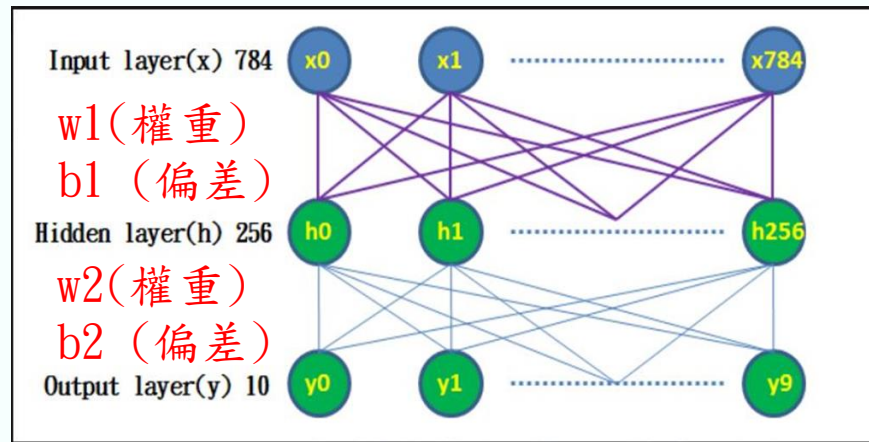 Input layer(x) 784 x0 x1 x784
w1(權重)
b1 (偏差)
Hidden layer(h) 256 h0 h1 h256
w2(權重)
b2 (偏差)
Output layer(y) 10 y0 y1 y9